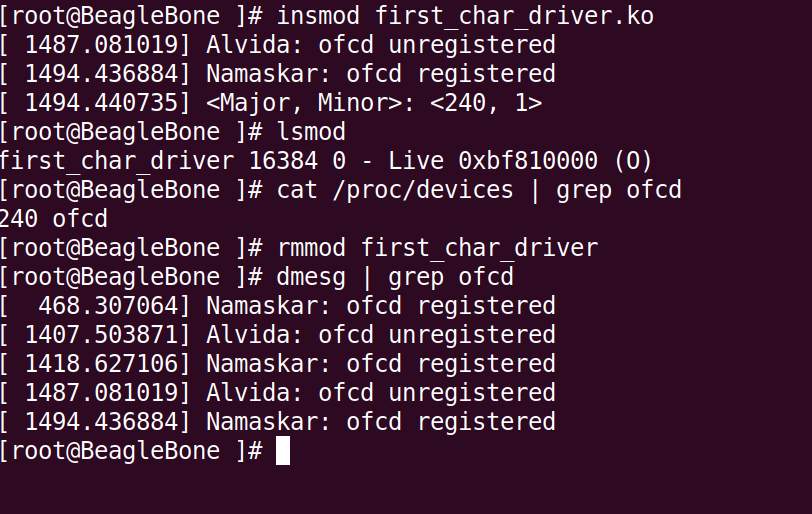 [root@BeagleBone ]# insmod first_char_driver.ko
[ 1487.081019] Alvida: ofcd unregistered
[ 1494.436884] Namaskar: ofcd registered
[ 1494.440735] <Major, Minor>: <240, 1>
[root@BeagleBone ]# lsmod
first_char_driver 16384 0 - Live 0xbf810000 (O)
[root@BeagleBone ]# cat /proc/devices | grep ofcd
240 ofcd
[root@BeagleBone ]# rmmod first_char_driver
[root@BeagleBone ]# dmesg | grep ofcd
[  468.307064] Namaskar: ofcd registered
[ 1407.503871] Alvida: ofcd unregistered
[ 1418.627106] Namaskar: ofcd registered
[ 1487.081019] Alvida: ofcd unregistered
[ 1494.436884] Namaskar: ofcd registered
[root@BeagleBone ]#